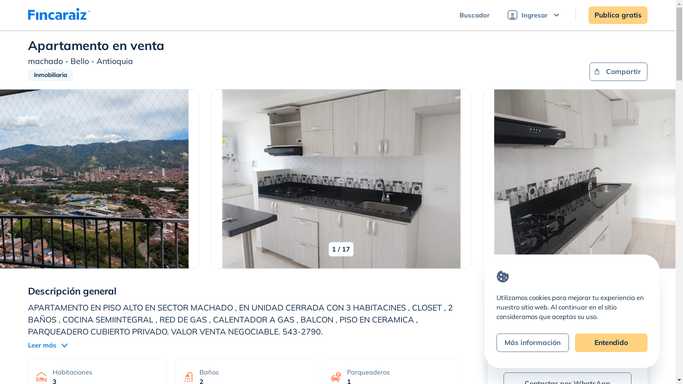 Fincaraiz
Buscador
Ingresar
Publica gratis
Apartamento en venta
machado - Bello - Antioquia
Inmobiliaria
Compartir
1 / 17
Descripción general
APARTAMENTO EN PISO ALTO EN SECTOR MACHADO , EN UNIDAD CERRADA CON 3 HABITACINES , CLOSET , 2
BAÑOS , COCINA SEMIINTEGRAL , RED DE GAS , CALENTADOR A GAS , BALCON , PISO EN CERAMICA ,
PARQUEADERO CUBIERTO PRIVADO. VALOR VENTA NEGOCIABLE. 543-2790.
Leer más
Habitaciones
3
Baños
2
Parqueaderos
1
Utilizamos cookies para mejorar tu experiencia en
nuestro sitio web. Al continuar en el sitio
consideramos que aceptas su uso.
Más información
Entendido
Contactar por WhatsApp